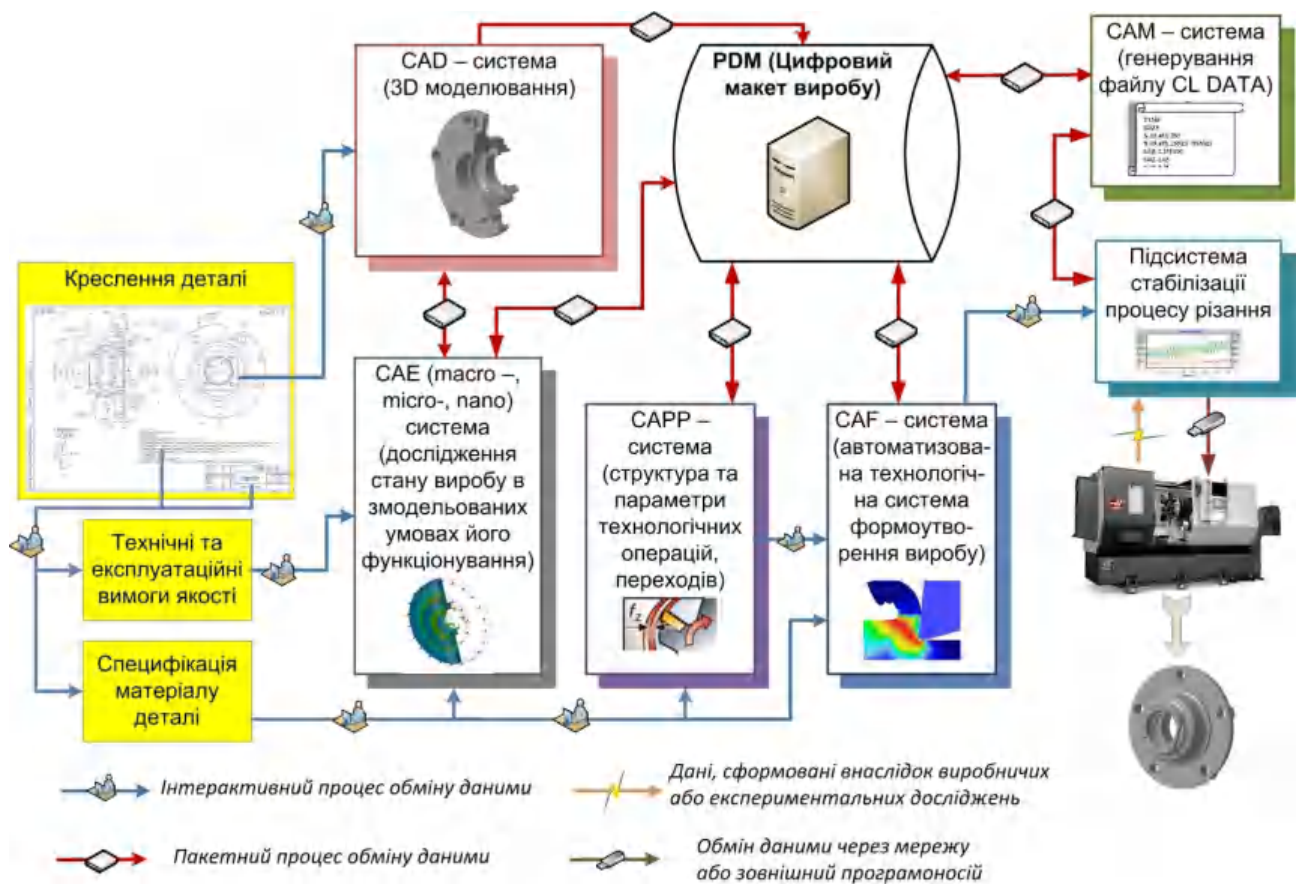 CAD – система
(3D моделювання)
PDM (Цифровий
макет виробу)
CAM – система
(генерування
файлу CL DATA)
Креслення деталі
Підсистема
стабілізації
процесу різання
CAE (macro –,
micro-, nano)
система
(дослідження
стану виробу в
змодельованих
умовах його
функціонування)
CAPP –
система
(структура та
параметри
технологічних
операцій,
переходів)
fz
CAF – система
(автоматизова-
на технологіч-
на система
формоутво-
рення виробу)
Технічні та
експлуатаційні
вимоги якості
Специфікація
матеріалу
деталі
Інтерактивний процес обміну даними
Дані, сформовані внаслідок виробничих
або експериментальних досліджень
Пакетний процес обміну даними
Обмін даними через мережу
або зовнішний програмоносій